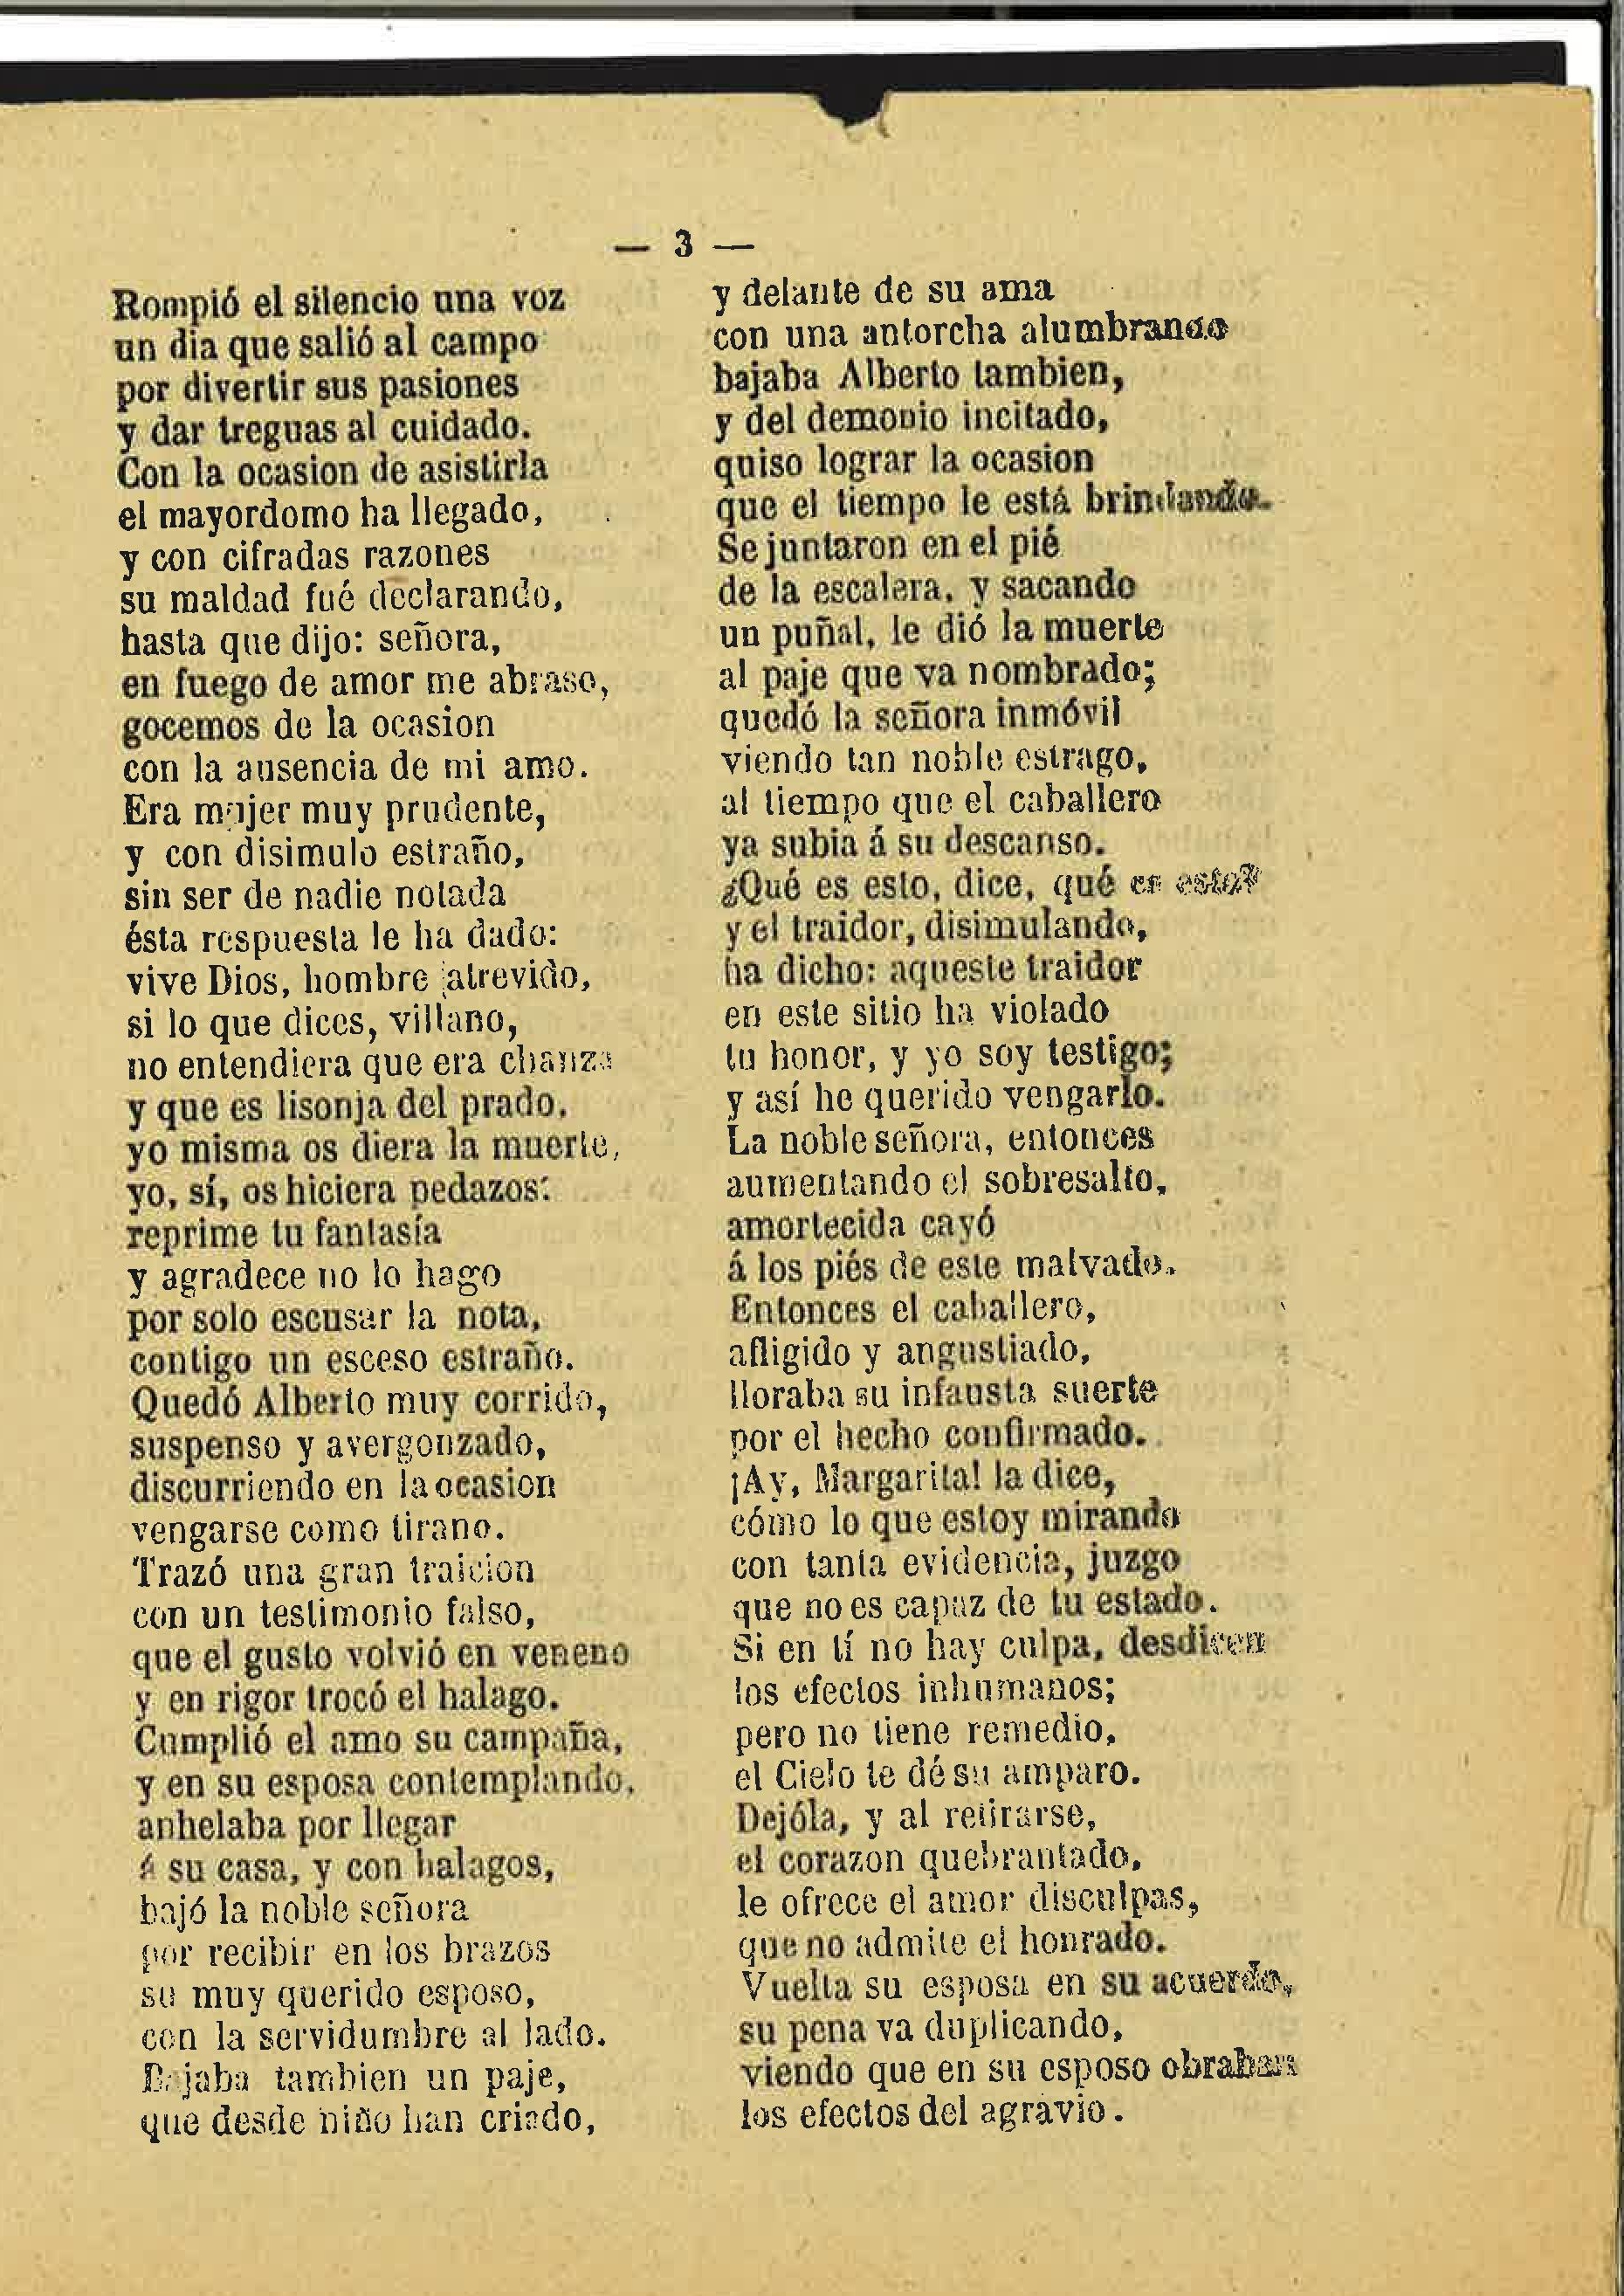 — 3 —
Rompió el silencio una voz
un dia que salió al campo
por divertir sus pasiones
y dar treguas al cuidado.
Con la ocasion de asistirla
el mayordomo ha llegado,
y con cifradas razones
su maldad fué declarando,
hasta que dijo: señora,
en fuego de amor me abraso,
gocemos de la ocasion
con la ausencia de mi amo.
Era mujer muy prudente,
y con disimulo estraño,
sin ser de nadie notada
ésta respuesta le ha dado:
vive Dios, hombre atrevido,
si lo que dices, villano,
no entendiera que era chanza
y que es lisonja del prado,
yo misma os diera la muerte,
yo, sí, os hiciera pedazos:
reprime tu fantasía
y agradece no lo hago
por solo escusar la nota,
contigo un esceso estraño.
Quedó Alberto muy corrido,
suspenso y avergonzado,
discurriendo en la ocasion
vengarse como tirano.
Trazó una gran traicion
con un testimonio falso,
que el gusto volvió en veneno
y en rigor trocó el halago.
Cumplió el amo su campaña,
y en su esposa contemplando,
anhelaba por llegar
á su casa, y con halagos,
bajó la noble señora
por recibir en los brazos
su muy querido esposo,
con la servidumbre al lado.
Bajaba tambien un paje,
que desde niño han criado,
y delante de su ama
con una antorcha alumbrando
bajaba Alberto tambien,
y del demonio incitado,
quiso lograr la ocasion
que el tiempo le está brindando.
Se juntaron en el pié
de la escalera, y sacando
un puñal, le dió la muerte
al paje que va nombrado;
quedó la señora inmóvil
viendo tan noble estrago,
al tiempo que el caballero
ya subia á su descanso.
¿Qué es esto, dice, qué es esto?
y el traidor, disimulando,
ha dicho: aqueste traidor
en este sitio ha violado
tu honor, y yo soy testigo;
y así he querido vengarlo.
La noble señora, entonces
aumentando el sobresalto,
amortecida cayó
á los piés de este malvado.
Entonces el caballero,
afligido y angustiado,
lloraba su infausta suerte
por el hecho confirmado.
¡Ay, Margarita! la dice,
cómo lo que estoy mirando
con tanta evidencia, juzgo
que no es capaz de tu estado.
Si en tí no hay culpa, desdicen
los efectos inhumanos;
pero no tiene remedio,
el Cielo te dé su amparo.
Dejóla, y al retirarse,
el corazon quebrantado,
le ofrece el amor disculpas,
que no admite el honrado.
Vuelta su esposa en su acuerdo,
su pena va duplicando,
viendo que en su esposo obraban
los efectos del agravio.